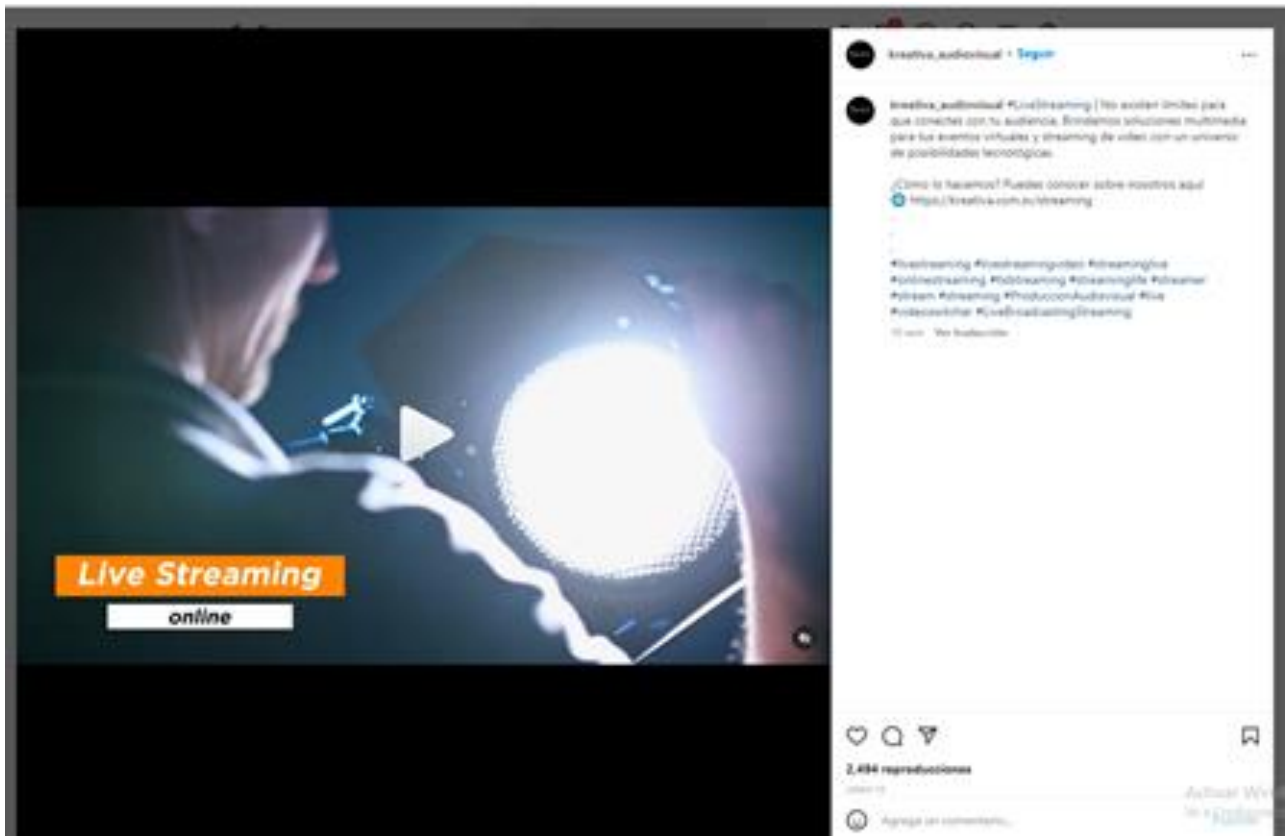 kreativa_audiovisual • Seguir
kreativa_audiovisual #LiveStreaming | No existen límites para
que conectes con tu audiencia. Brindamos soluciones multimedia
para tus eventos virtuales y streaming de video con un universo
de posibilidades tecnológicas.
¿Cómo lo hacemos? Puedes conocer sobre nosotros aquí
https://kreativa.com.sv/streaming
#livestreaming #livestreamingvideo #streaminglive
#onlinestreaming #streaminglife #streamer
#stream #streaming #ProduccionAudiovisual #live
#videoswitcher #LiveBroadcastingStreaming
Ver traducción
Live Streaming
online
2,494 reproducciones
Agrega un comentario...
Activar
Publicar